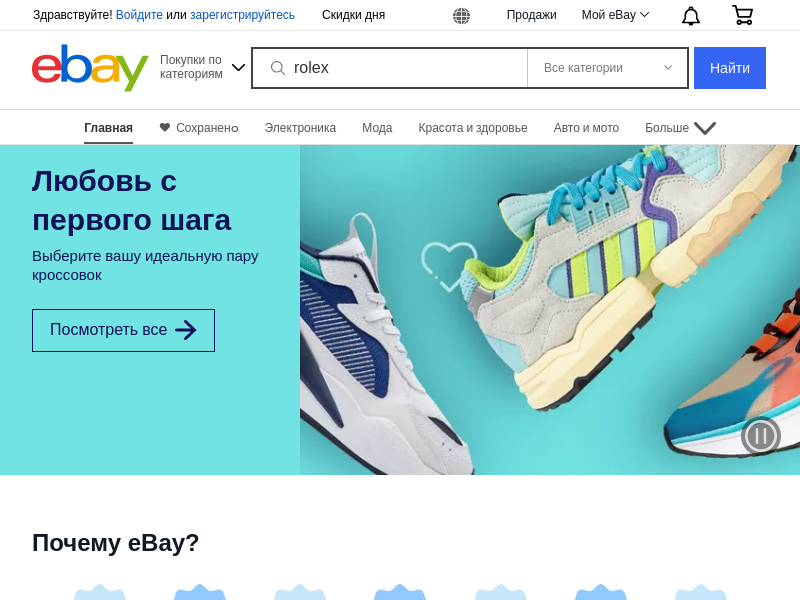 Здравствуйте! Войдите или зарегистрируйтесь
Скидки дня
Продажи
Мой eBay
ebay
Покупки по
категориям
rolex
Все категории
Найти
Главная
Сохранено
Электроника
Мода
Красота и здоровье
Авто и мото
Больше
Любовь с
первого шага
Выберите вашу идеальную пару
кроссовок
Посмотреть все
Почему eBay?